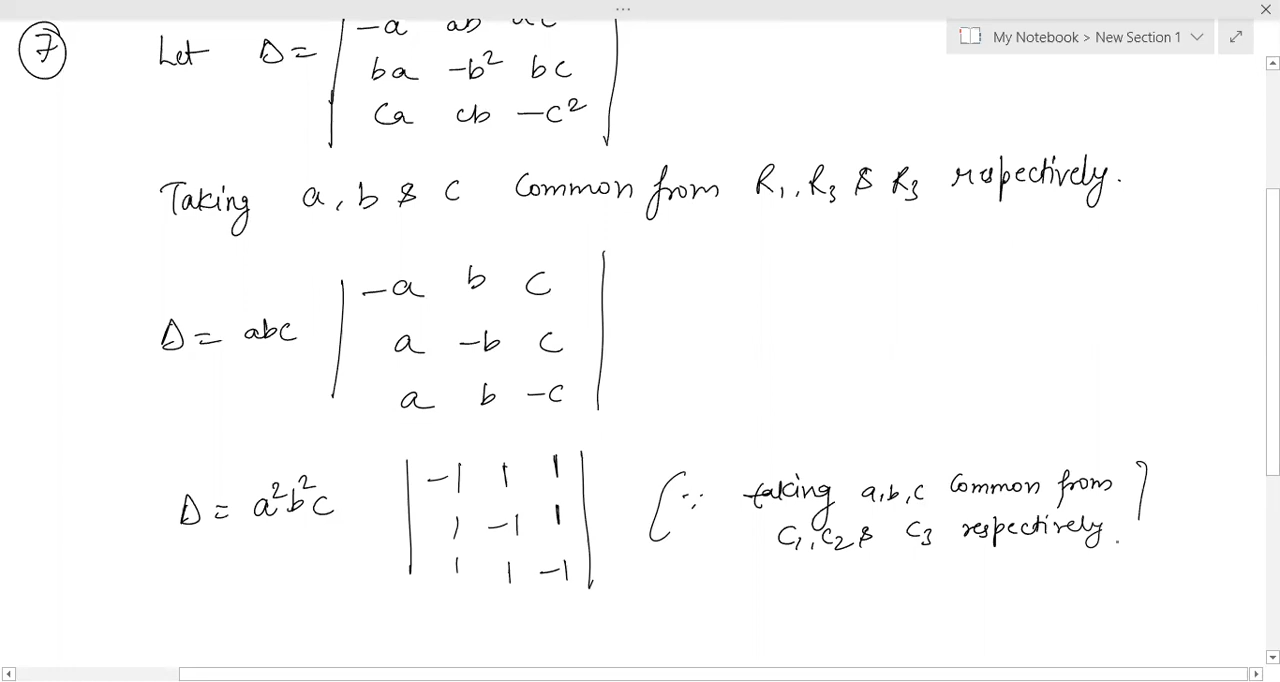 My Notebook > New Section 1
7 Let Δ = | -a ab ac |
| ba -b² bc |
| ca cb -c² |
Taking a, b & c common from R₁, R₃ & R₃ respectively.
Δ = abc | -a b c |
| a -b c |
| a b -c |
Δ = a²b²c | -1 1 1 | [∵ taking a,b,c common from
| 1 -1 1 | C₁, C₂ & C₃ respectively.]
| 1 1 -1 |